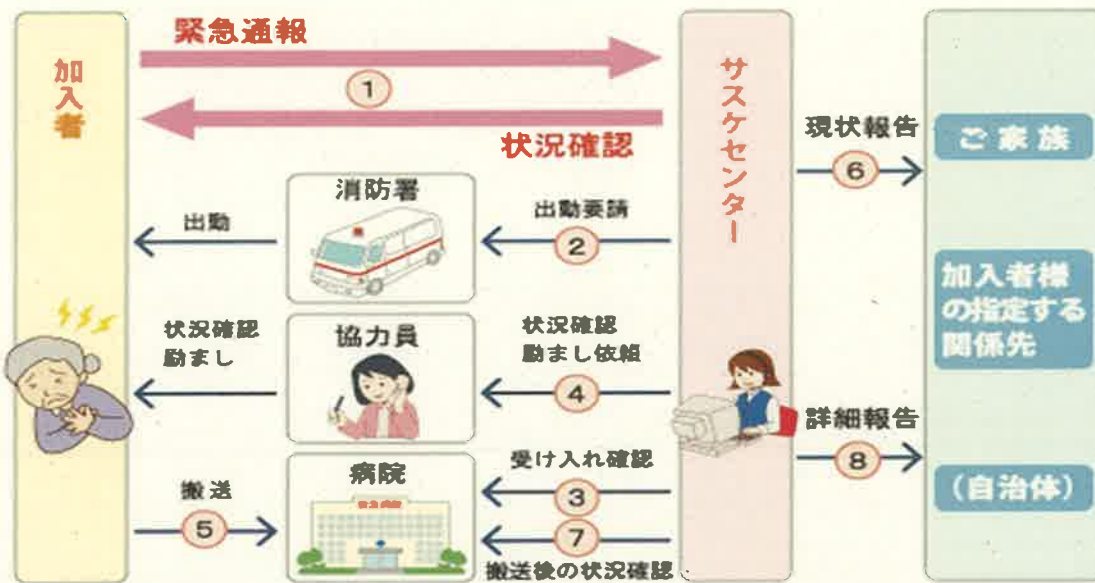 緊急通報
加入者
①
状況確認
サスケセンター
現状報告
⑥
ご家族
消防署
出動
出動要請
②
加入者様
の指定する
関係先
状況確認
励まし
協力員
状況確認
励まし依頼
④
詳細報告
⑧
病院
受け入れ確認
③
搬送
⑤
⑦
搬送後の状況確認
(自治体)